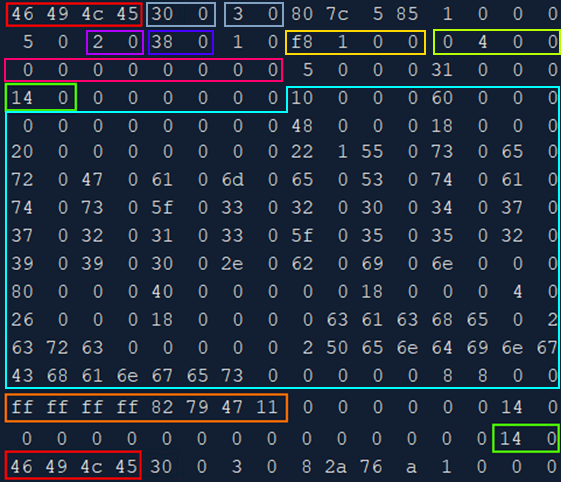 46 49 4c 45 30 0 3 0 80 7c 5 85 1 0 0 0
5 0 2 0 38 0 1 0 f8 1 0 0 0 4 0 0
0 0 0 0 0 0 0 0 5 0 0 0 31 0 0 0
14 0 0 0 0 0 0 0 10 0 0 0 60 0 0 0
0 0 0 0 0 0 0 0 48 0 0 0 18 0 0 0
20 0 0 0 0 0 0 0 22 1 55 0 73 0 65 0
72 0 47 0 61 0 6d 0 65 0 53 0 74 0 61 0
74 0 73 0 5f 0 33 0 32 0 30 0 34 0 37 0
37 0 32 0 31 0 33 0 5f 0 35 0 35 0 32 0
39 0 39 0 30 0 2e 0 62 0 69 0 6e 0 0 0
80 0 0 0 40 0 0 0 0 0 18 0 0 0 4 0
26 0 0 0 18 0 0 0 0 63 61 63 68 65 0 2
63 72 63 0 0 0 0 0 2 50 65 6e 64 69 6e 67
43 68 61 6e 67 65 73 0 0 0 0 0 8 8 0 0
ff ff ff ff 82 79 47 11 0 0 0 0 0 0 14 0
0 0 0 0 0 0 0 0 0 0 0 0 0 0 14 0
46 49 4c 45 30 0 3 0 8 2a 76 a 1 0 0 0